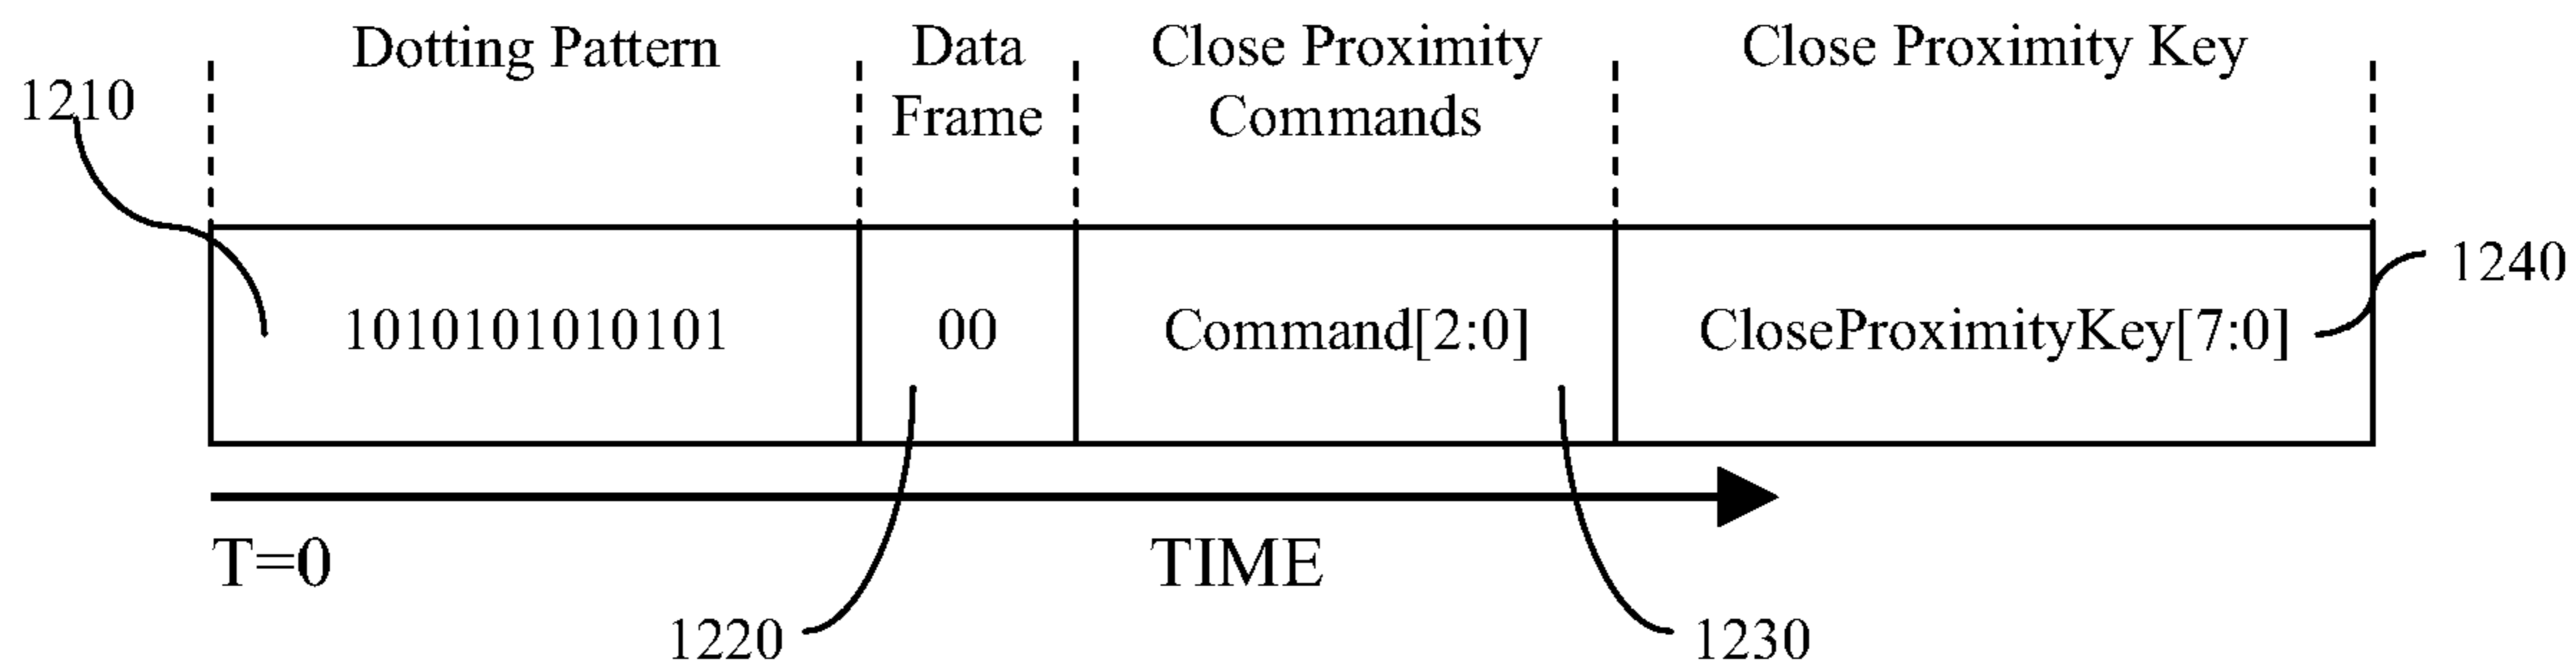 Dotting Pattern
Data
Frame
Close Proximity
Commands
Close Proximity Key
1210
1010101010101
00
Command[2:0]
CloseProximityKey[7:0]
1240
T=0
TIME
1220
1230